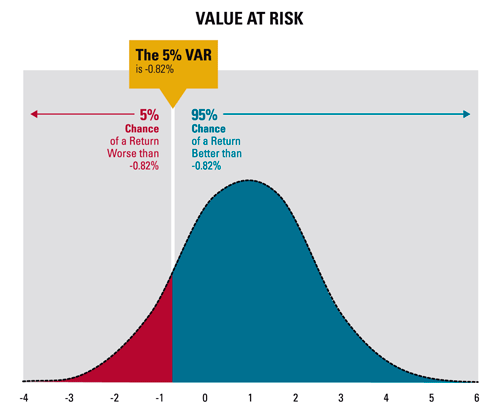 VALUE AT RISK
The 5% VAR
is -0.82%
5%
Chance
of a Return
Worse than
-0.82%
95%
Chance
of a Return
Better than
-0.82%
-4 -3 -2 -1 0 1 2 3 4 5 6